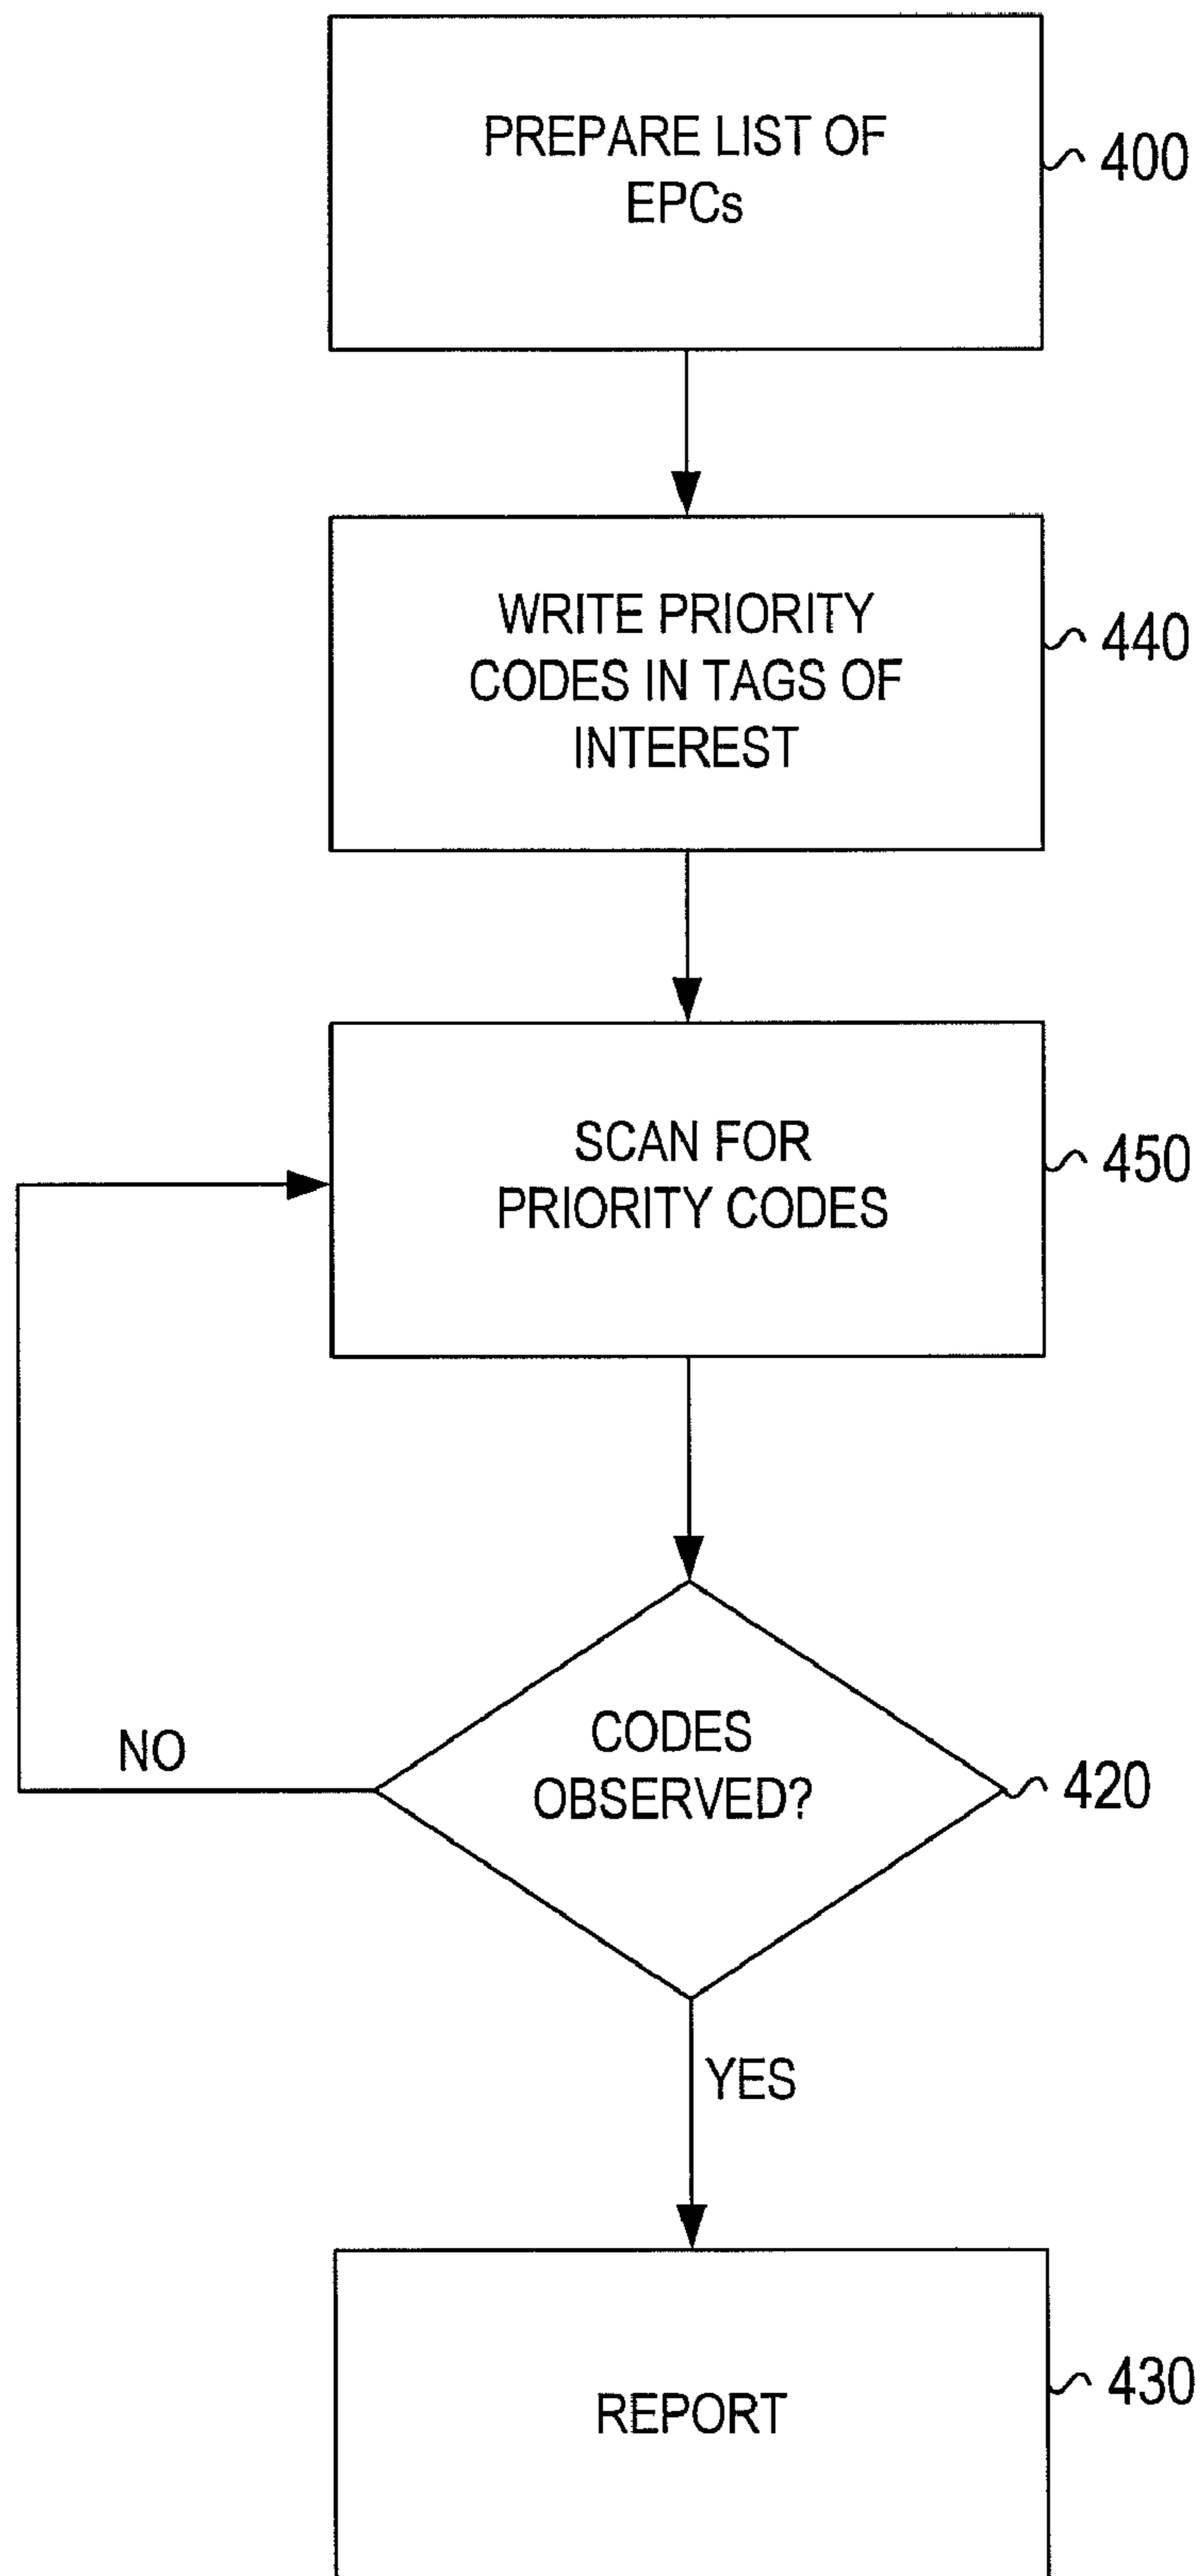 PREPARE LIST OF
EPCs
400
WRITE PRIORITY
CODES IN TAGS OF
INTEREST
440
SCAN FOR
PRIORITY CODES
450
CODES
OBSERVED?
420
NO
YES
REPORT
430